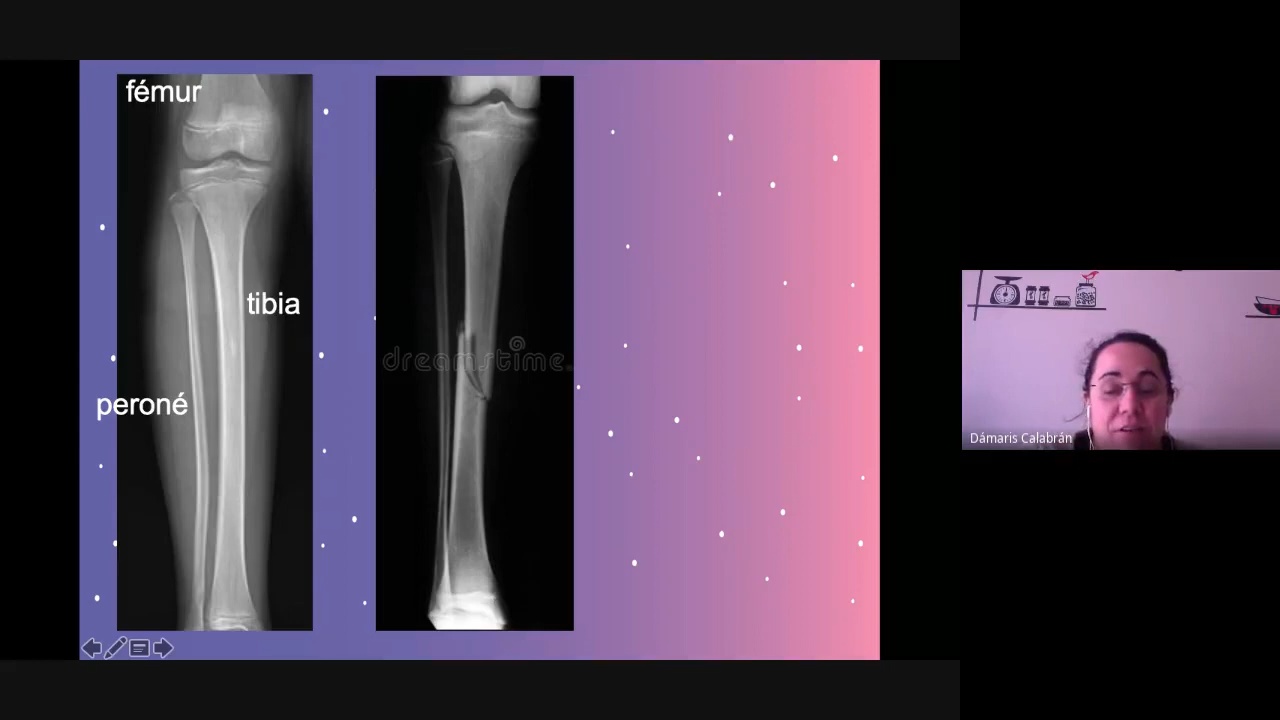 fémur
tibia
peroné
dreamstime.
Dámaris Calabrán